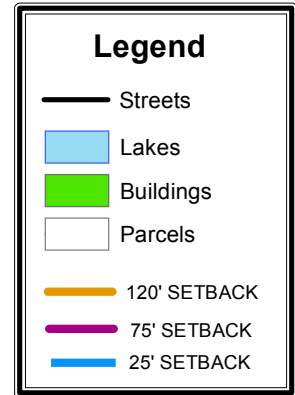 Legend
Streets
Lakes
Buildings
Parcels
120' SETBACK
75' SETBACK
25' SETBACK